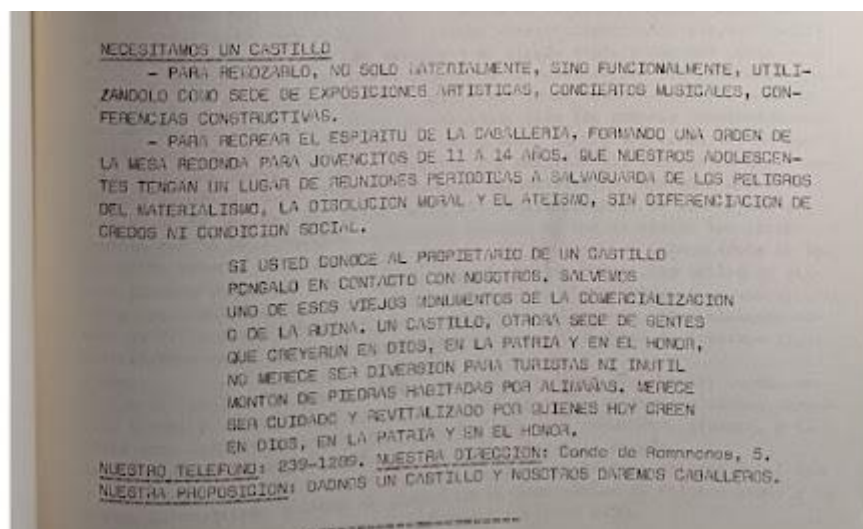 NECESITAMOS UN CASTILLO
- PARA REMOZARLO, NO SOLO MATERIALMENTE, SINO FUNCIONALMENTE, UTILI-
ZANDOLO COMO SEDE DE EXPOSICIONES ARTISTICAS, CONCIERTOS MUSICALES, CON-
FERENCIAS CONSTRUCTIVAS.
- PARA RECREAR EL ESPIRITU DE LA CABALLERIA, FORMANDO UNA ORDEN DE
LA MESA REDONDA PARA JOVENCITOS DE 11 A 14 AÑOS. QUE NUESTROS ADOLESCEN-
TES TENGAN UN LUGAR DE REUNIONES PERIODICAS A SALVAGUARDA DE LOS PELIGROS
DEL MATERIALISMO, LA DISOLUCION MORAL Y EL ATEISMO, SIN DIFERENCIACION DE
CREDOS NI CONDICION SOCIAL.
SI USTED CONOCE AL PROPIETARIO DE UN CASTILLO
PONGALO EN CONTACTO CON NOSOTROS. SALVEMOS
UNO DE ESOS VIEJOS MONUMENTOS DE LA COMERCIALIZACION
O DE LA RUINA. UN CASTILLO, OTRORA SEDE DE GENTES
QUE CREYERON EN DIOS, EN LA PATRIA Y EN EL HONOR,
NO MERECE SER DIVERSION PARA TURISTAS NI INUTIL
MONTON DE PIEDRAS HABITADAS POR ALIMAÑAS. MERECE
SER CUIDADO Y REVITALIZADO POR QUIENES HOY CREEN
EN DIOS, EN LA PATRIA Y EN EL HONOR.
NUESTRO TELEFONO: 239-1209. NUESTRA DIRECCION: Conde de Romanones, 5.
NUESTRA PROPOSICION: DADNOS UN CASTILLO Y NOSOTROS DAREMOS CABALLEROS.